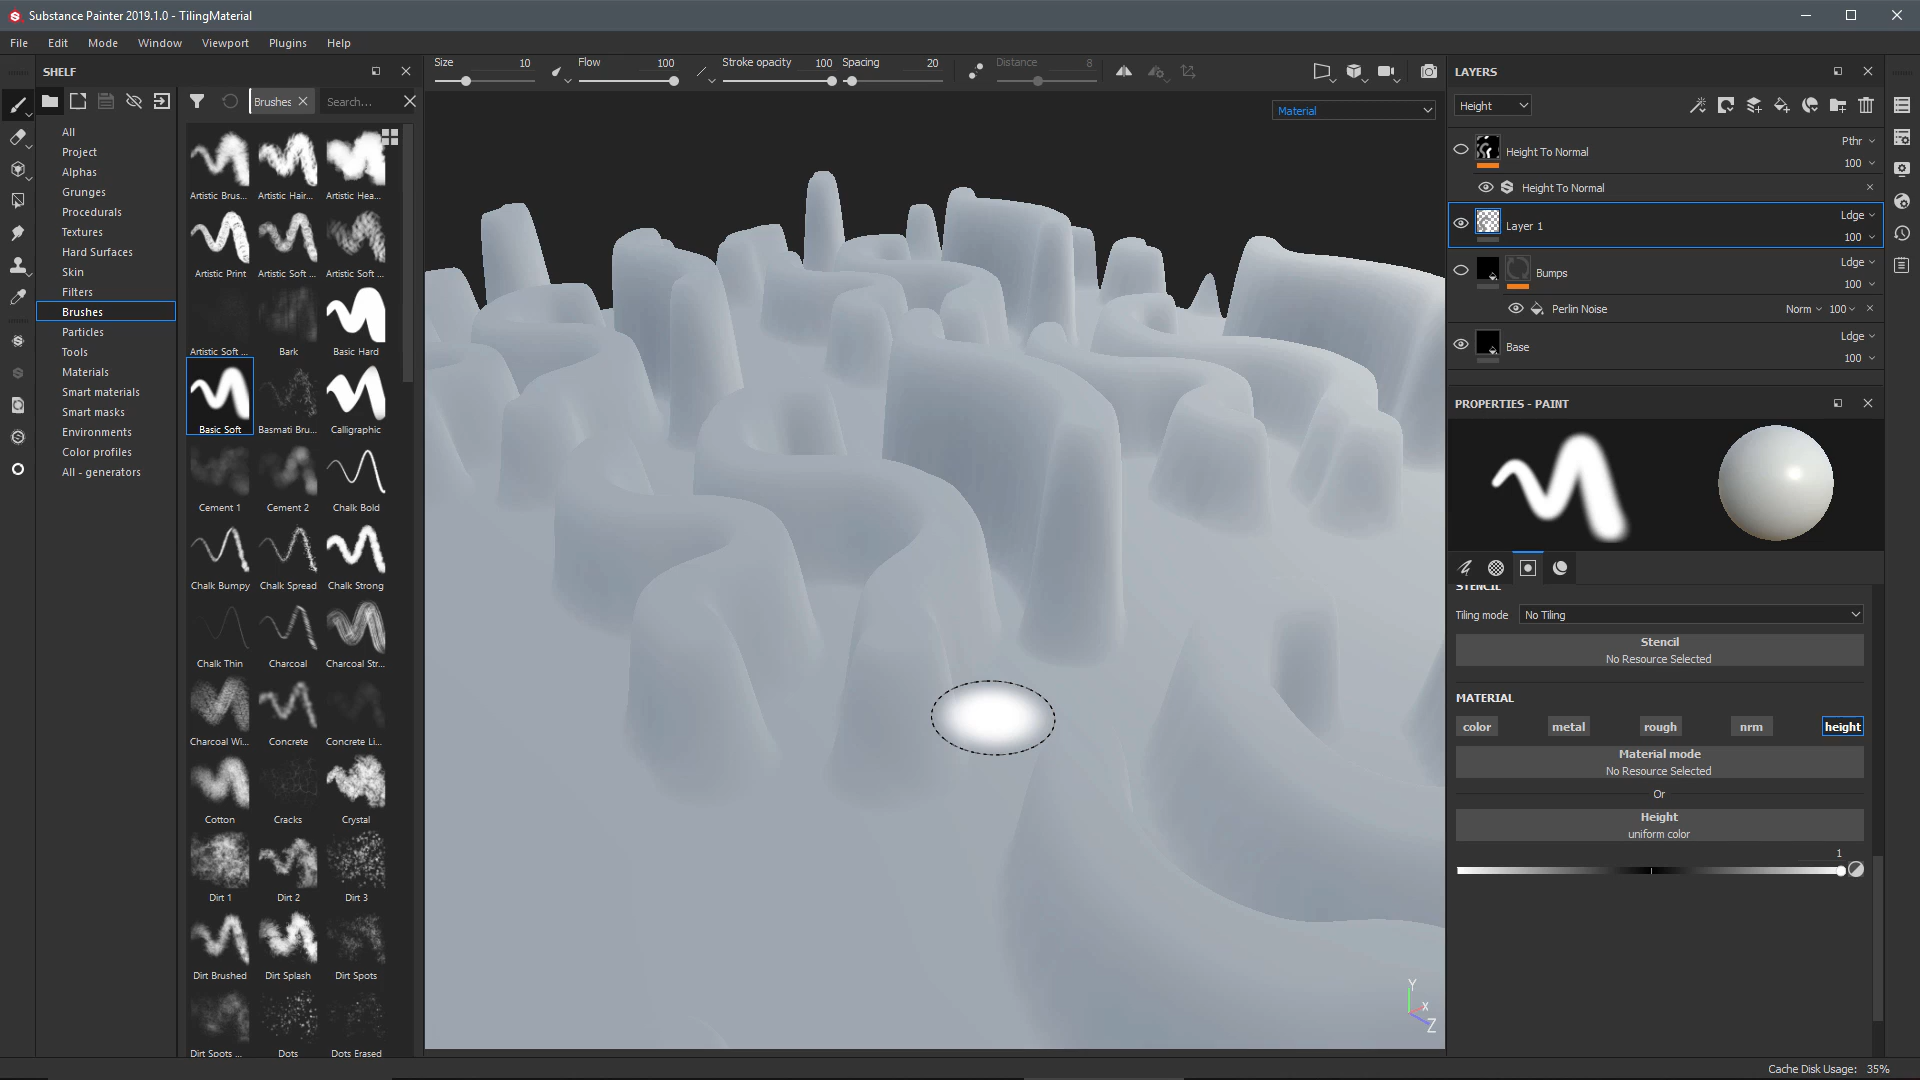 Substance Painter 2019.1.0 - TilingMaterial
File Edit Mode Window Viewport Plugins Help
SHELF
Brushes
Search...
All
Project
Alphas
Grunges
Procedurals
Textures
Hard Surfaces
Skin
Filters
Brushes
Particles
Tools
Materials
Smart materials
Smart masks
Environments
Color profiles
All - generators
Artistic Brus... Artistic Hair... Artistic Hea...
Artistic Print Artistic Soft ... Artistic Soft ...
Artistic Soft ... Bark Basic Hard
Basic Soft Basmati Bru... Calligraphic
Cement 1 Cement 2 Chalk Bold
Chalk Bumpy Chalk Spread Chalk Strong
Chalk Thin Charcoal Charcoal Str...
Charcoal Wi... Concrete Concrete Li...
Cotton Cracks Crystal
Dirt 1 Dirt 2 Dirt 3
Dirt Brushed Dirt Splash Dirt Spots
Dirt Spots ... Dots Dots Erased
Size 10 Flow 100 Stroke opacity 100 Spacing 20 Distance 8
Material
Y
X
Z
LAYERS
Height
Height To Normal Pthr
100
Height To Normal
Layer 1 Ldge
100
Bumps Ldge
100
Perlin Noise Norm 100
Base Ldge
100
PROPERTIES - PAINT
STENCIL
Tiling mode No Tiling
Stencil
No Resource Selected
MATERIAL
color metal rough nrm height
Material mode
No Resource Selected
Or
Height
uniform color
1
Cache Disk Usage: 35%